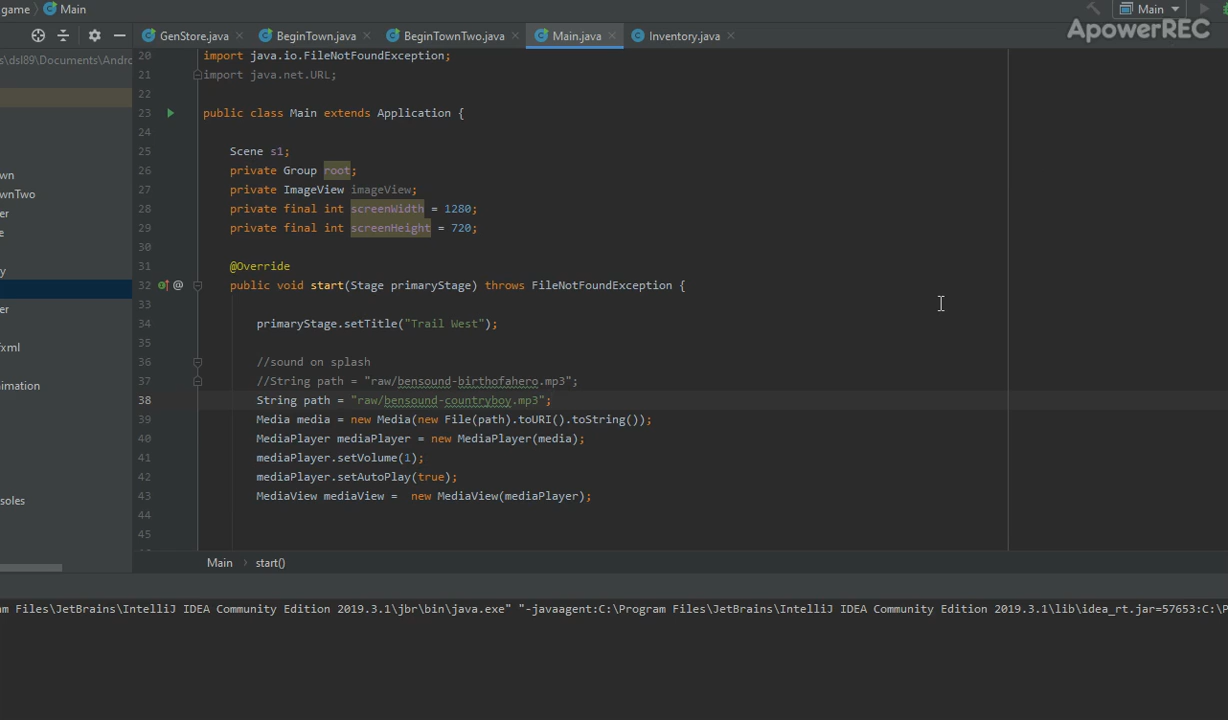 game Main
Main
ApowerREC
GenStore.java BeginTown.java BeginTownTwo.java Main.java Inventory.java
s\dsl89\Documents\Andro
20 import java.io.FileNotFoundException;
21 import java.net.URL;
22
23 public class Main extends Application {
24
25 Scene s1;
26 private Group root;
27 private ImageView imageView;
28 private final int screenWidth = 1280;
29 private final int screenHeight = 720;
30
31 @Override
32 @ public void start(Stage primaryStage) throws FileNotFoundException {
33
34 primaryStage.setTitle("Trail West");
35
36 //sound on splash
37 //String path = "raw/bensound-birthofahero.mp3";
38 String path = "raw/bensound-countryboy.mp3";
39 Media media = new Media(new File(path).toURI().toString());
40 MediaPlayer mediaPlayer = new MediaPlayer(media);
41 mediaPlayer.setVolume(1);
42 mediaPlayer.setAutoPlay(true);
43 MediaView mediaView =  new MediaView(mediaPlayer);
44
45
wn
wnTwo
er
e
y
er
fxml
imation
soles
Main start()
am Files\JetBrains\IntelliJ IDEA Community Edition 2019.3.1\jbr\bin\java.exe" "-javaagent:C:\Program Files\JetBrains\IntelliJ IDEA Community Edition 2019.3.1\lib\idea_rt.jar=57653:C:\P